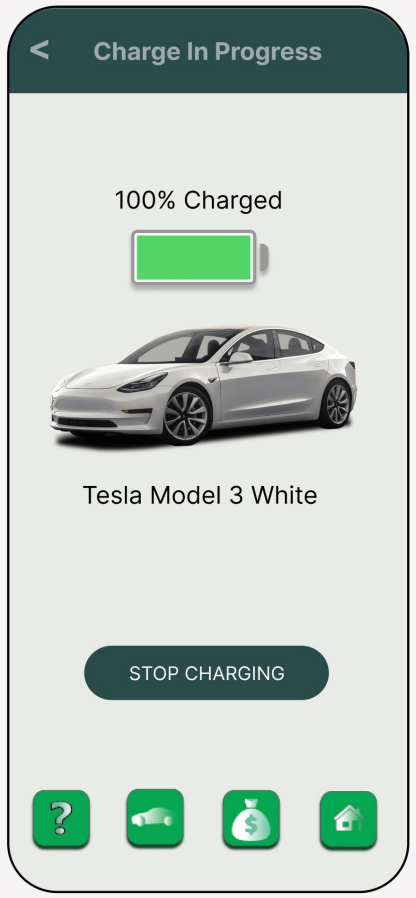 < Charge In Progress
100% Charged
Tesla Model 3 White
STOP CHARGING
?
$